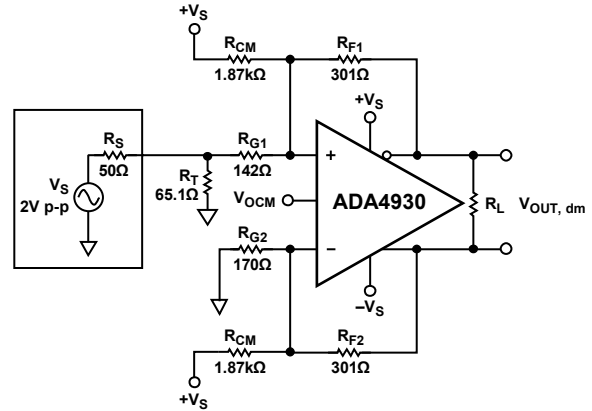 +VS
RCM
1.87kΩ
RF1
301Ω
+VS
RS
50Ω
VS
2V p-p
RT
65.1Ω
RG1
142Ω
+
VOCM
ADA4930
RL
VOUT, dm
RG2
170Ω
–
–VS
RCM
1.87kΩ
RF2
301Ω
+VS